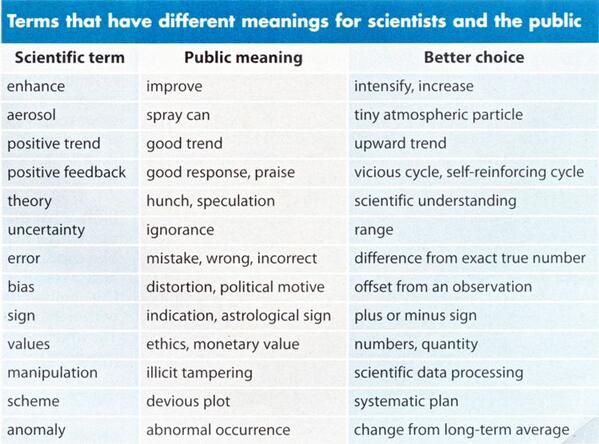 Terms that have different meanings for scientists and the public
Scientific term Public meaning Better choice
enhance improve intensify, increase
aerosol spray can tiny atmospheric particle
positive trend good trend upward trend
positive feedback good response, praise vicious cycle, self-reinforcing cycle
theory hunch, speculation scientific understanding
uncertainty ignorance range
error mistake, wrong, incorrect difference from exact true number
bias distortion, political motive offset from an observation
sign indication, astrological sign plus or minus sign
values ethics, monetary value numbers, quantity
manipulation illicit tampering scientific data processing
scheme devious plot systematic plan
anomaly abnormal occurrence change from long-term average